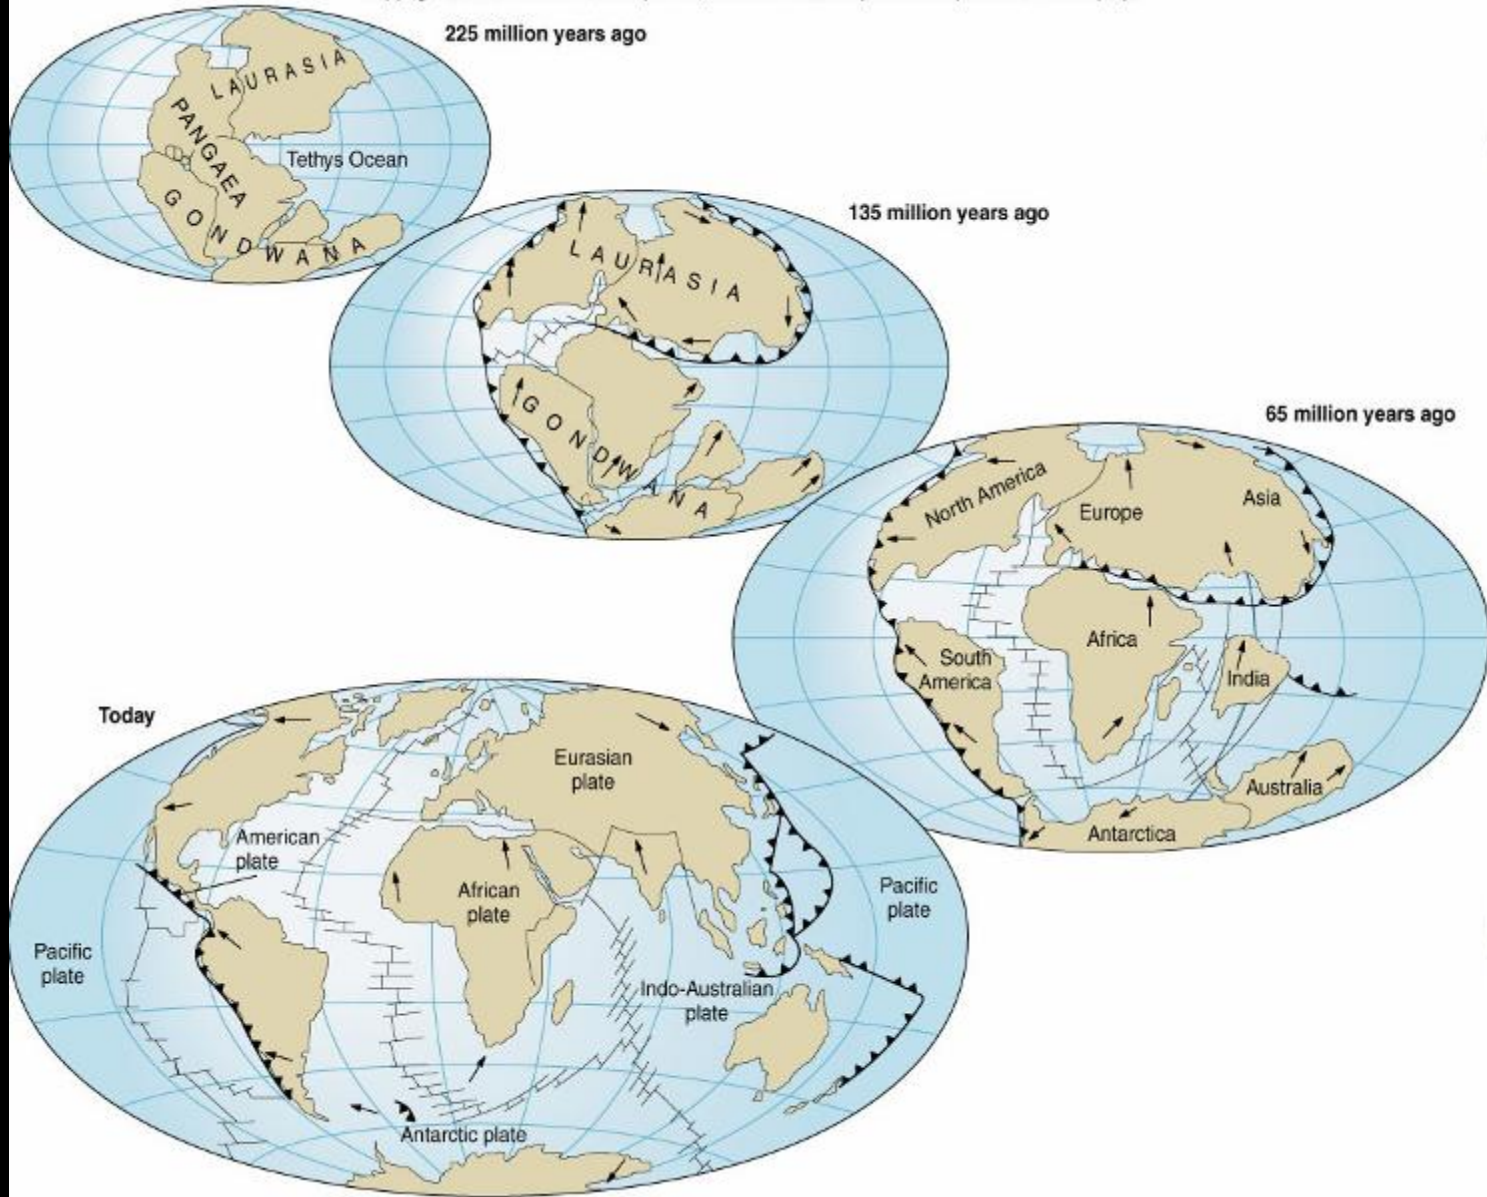 225 million years ago
LAURASIA
PANGAEA
Tethys Ocean
GONDWANA
135 million years ago
LAURASIA
GONDWANA
65 million years ago
North America
Europe
Asia
Africa
South
America
India
Australia
Antarctica
Today
Eurasian
plate
American
plate
African
plate
Pacific
plate
Pacific
plate
Indo-Australian
plate
Antarctic plate